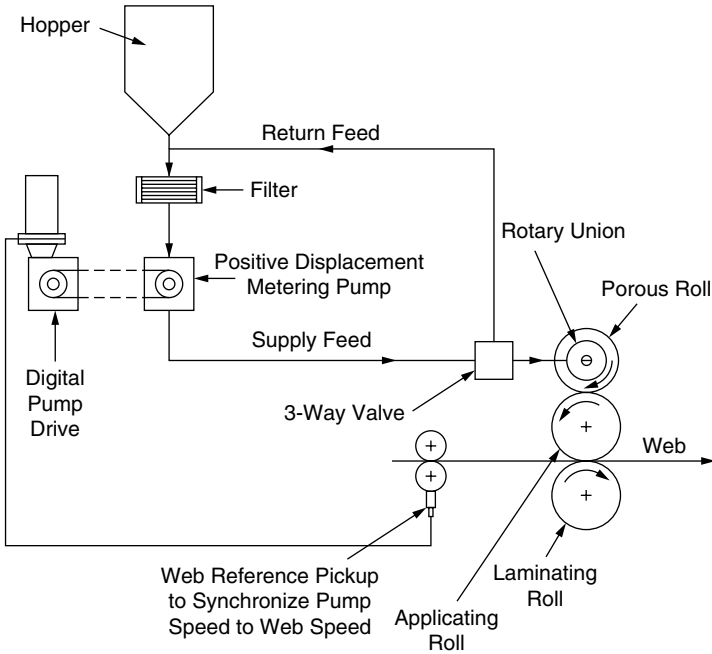 Hopper
Return Feed
Filter
Rotary Union
Positive Displacement
Metering Pump
Porous Roll
Supply Feed
Digital
Pump
Drive
3-Way Valve
Web
Web Reference Pickup
to Synchronize Pump
Speed to Web Speed
Laminating
Roll
Applicating
Roll